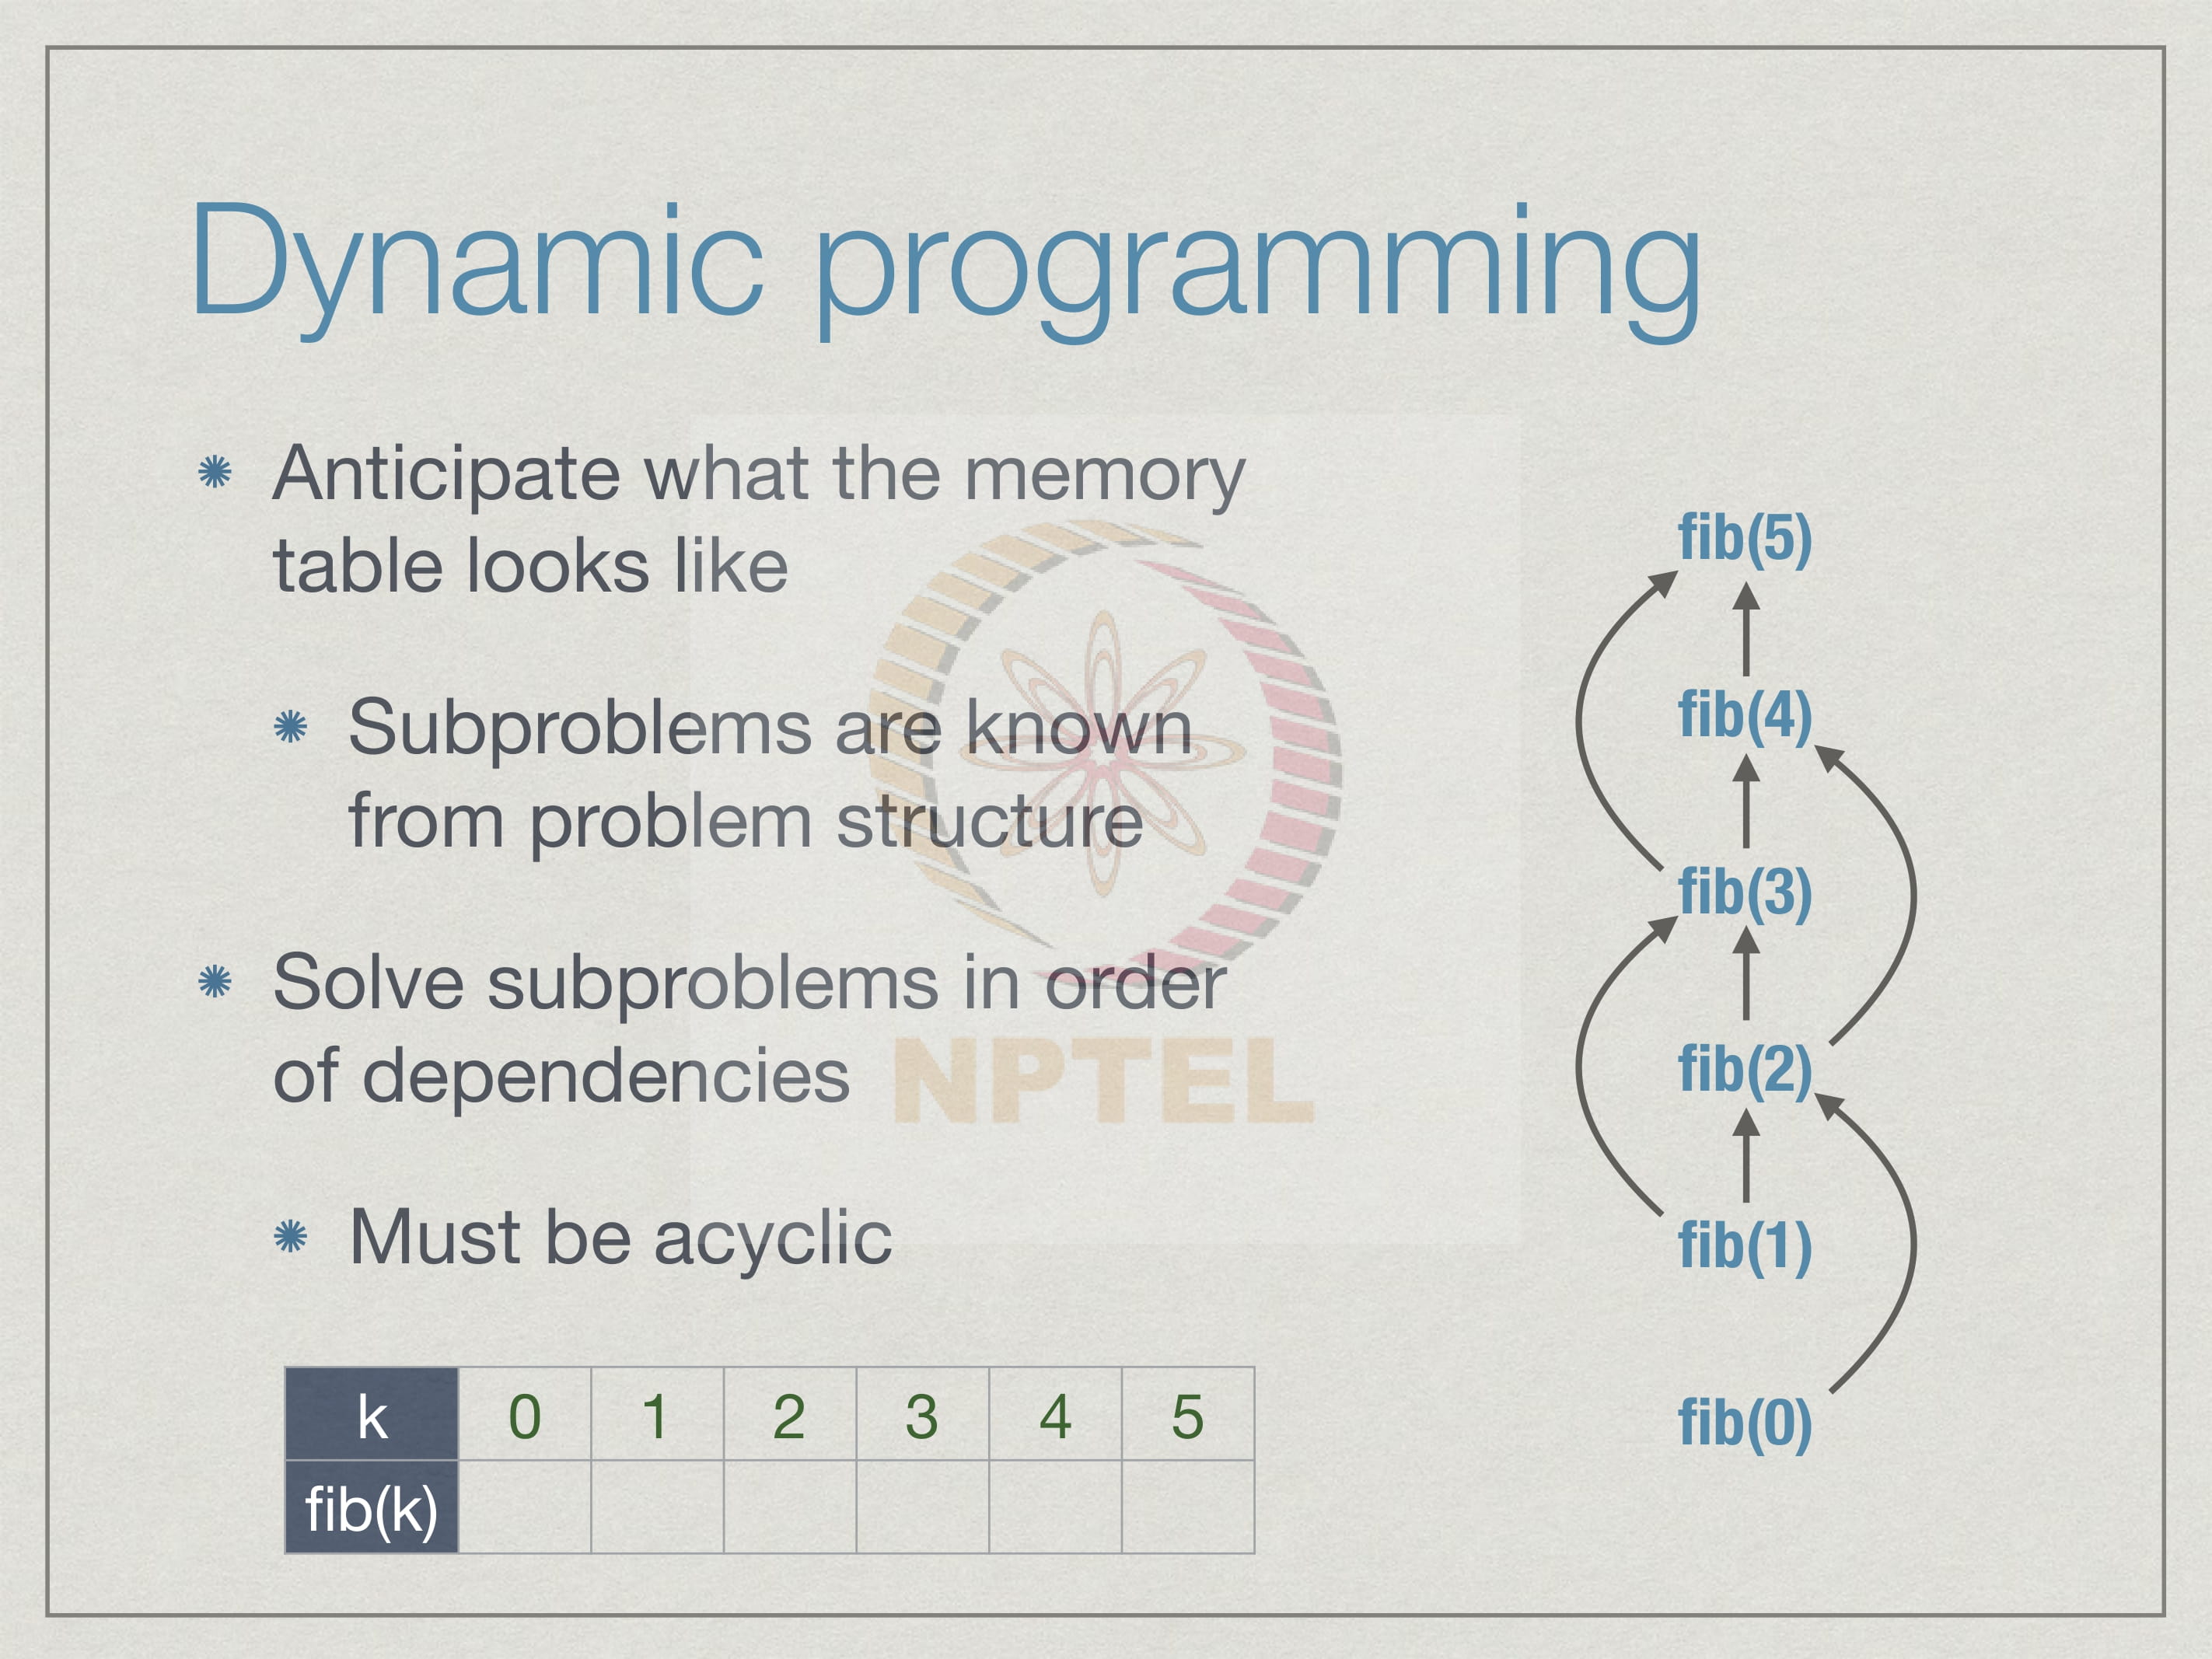 Dynamic programming
Anticipate what the memory
table looks like
Subproblems are known
from problem structure
Solve subproblems in order
of dependencies
Must be acyclic
k 0 1 2 3 4 5
fib(k)
fib(5)
fib(4)
fib(3)
fib(2)
fib(1)
fib(0)
NPTEL